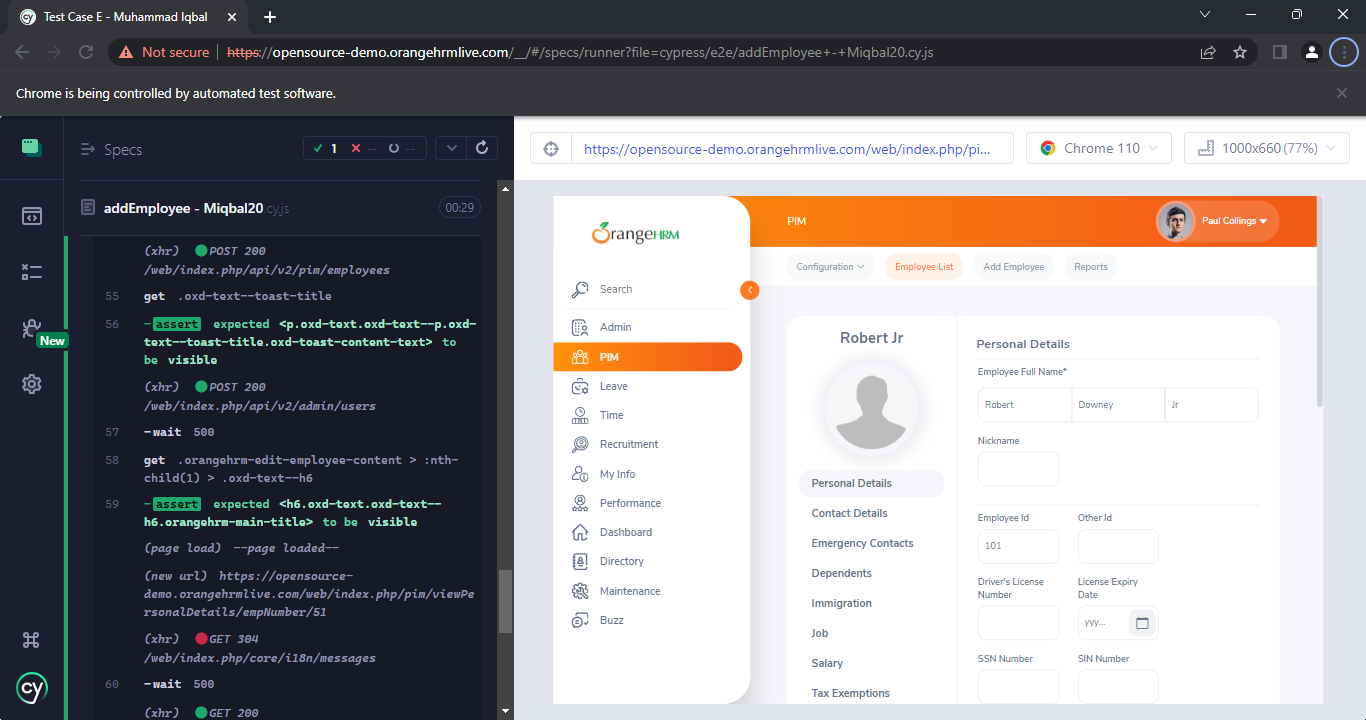 Test Case E - Muhammad Iqbal
Not secure
https://opensource-demo.orangehrmlive.com/__/#/specs/runner?file=cypress/e2e/addEmployee+-+Miqbal20.cy.js
Chrome is being controlled by automated test software.
Specs
1 -- --
addEmployee - Miqbal20.cy.js
00:29
New
(xhr) POST 200
/web/index.php/api/v2/pim/employees
55 get .oxd-text--toast-title
56 -assert expected <p.oxd-text.oxd-text--p.oxd-
text--toast-title.oxd-toast-content-text> to
be visible
(xhr) POST 200
/web/index.php/api/v2/admin/users
57 -wait 500
58 get .orangehrm-edit-employee-content > :nth-
child(1) > .oxd-text--h6
59 -assert expected <h6.oxd-text.oxd-text--
h6.orangehrm-main-title> to be visible
(page load) --page loaded--
(new url) https://opensource-
demo.orangehrmlive.com/web/index.php/pim/viewPe
rsonalDetails/empNumber/51
(xhr) GET 304
/web/index.php/core/i18n/messages
60 -wait 500
(xhr) GET 200
cy
https://opensource-demo.orangehrmlive.com/web/index.php/pi...
Chrome 110
1000x660 (77%)
OrangeHRM
Search
Admin
PIM
Leave
Time
Recruitment
My Info
Performance
Dashboard
Directory
Maintenance
Buzz
PIM
Paul Collings
Configuration
Employee List
Add Employee
Reports
Robert Jr
Personal Details
Contact Details
Emergency Contacts
Dependents
Immigration
Job
Salary
Tax Exemptions
Personal Details
Employee Full Name*
Robert
Downey
Jr
Nickname
Employee Id
Other Id
101
Driver's License
Number
License Expiry
Date
yyy...
SSN Number
SIN Number